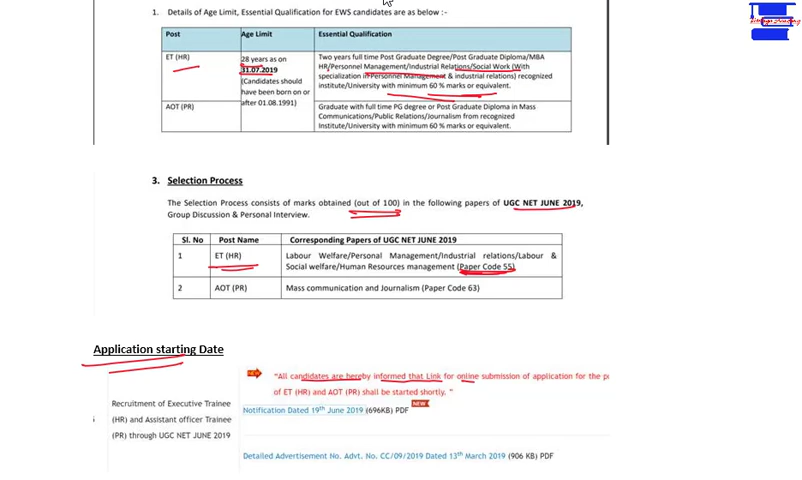 1. Details of Age Limit, Essential Qualification for EWS candidates are as below :-
Post Age Limit Essential Qualification
ET (HR) 28 years as on 31.07.2019 (Candidates should have been born on or after 01.08.1991)
Two years full time Post Graduate Degree/Post Graduate Diploma/MBA
HR/Personnel Management/Industrial Relations/Social Work (With
specialization in Personnel Management & industrial relations) recognized
institute/University with minimum 60 % marks or equivalent.
AOT (PR)
Graduate with full time PG degree or Post Graduate Diploma in Mass
Communications/Public Relations/Journalism from recognized
Institute/University with minimum 60 % marks or equivalent.
3. Selection Process
The Selection Process consists of marks obtained (out of 100) in the following papers of UGC NET JUNE 2019,
Group Discussion & Personal Interview.
Sl. No Post Name Corresponding Papers of UGC NET JUNE 2019
1 ET (HR) Labour Welfare/Personal Management/Industrial relations/Labour &
Social welfare/Human Resources management (Paper Code 55)
2 AOT (PR) Mass communication and Journalism (Paper Code 63)
Application starting Date
NEW
"All candidates are hereby informed that Link for online submission of application for the
of ET (HR) and AOT (PR) shall be started shortly. "
Recruitment of Executive Trainee
(HR) and Assistant officer Trainee
(PR) through UGC NET JUNE 2019
Notification Dated 19th June 2019 (696KB) PDF NEW
Detailed Advertisement No. Advt. No. CC/09/2019 Dated 13th March 2019 (906 KB) PDF